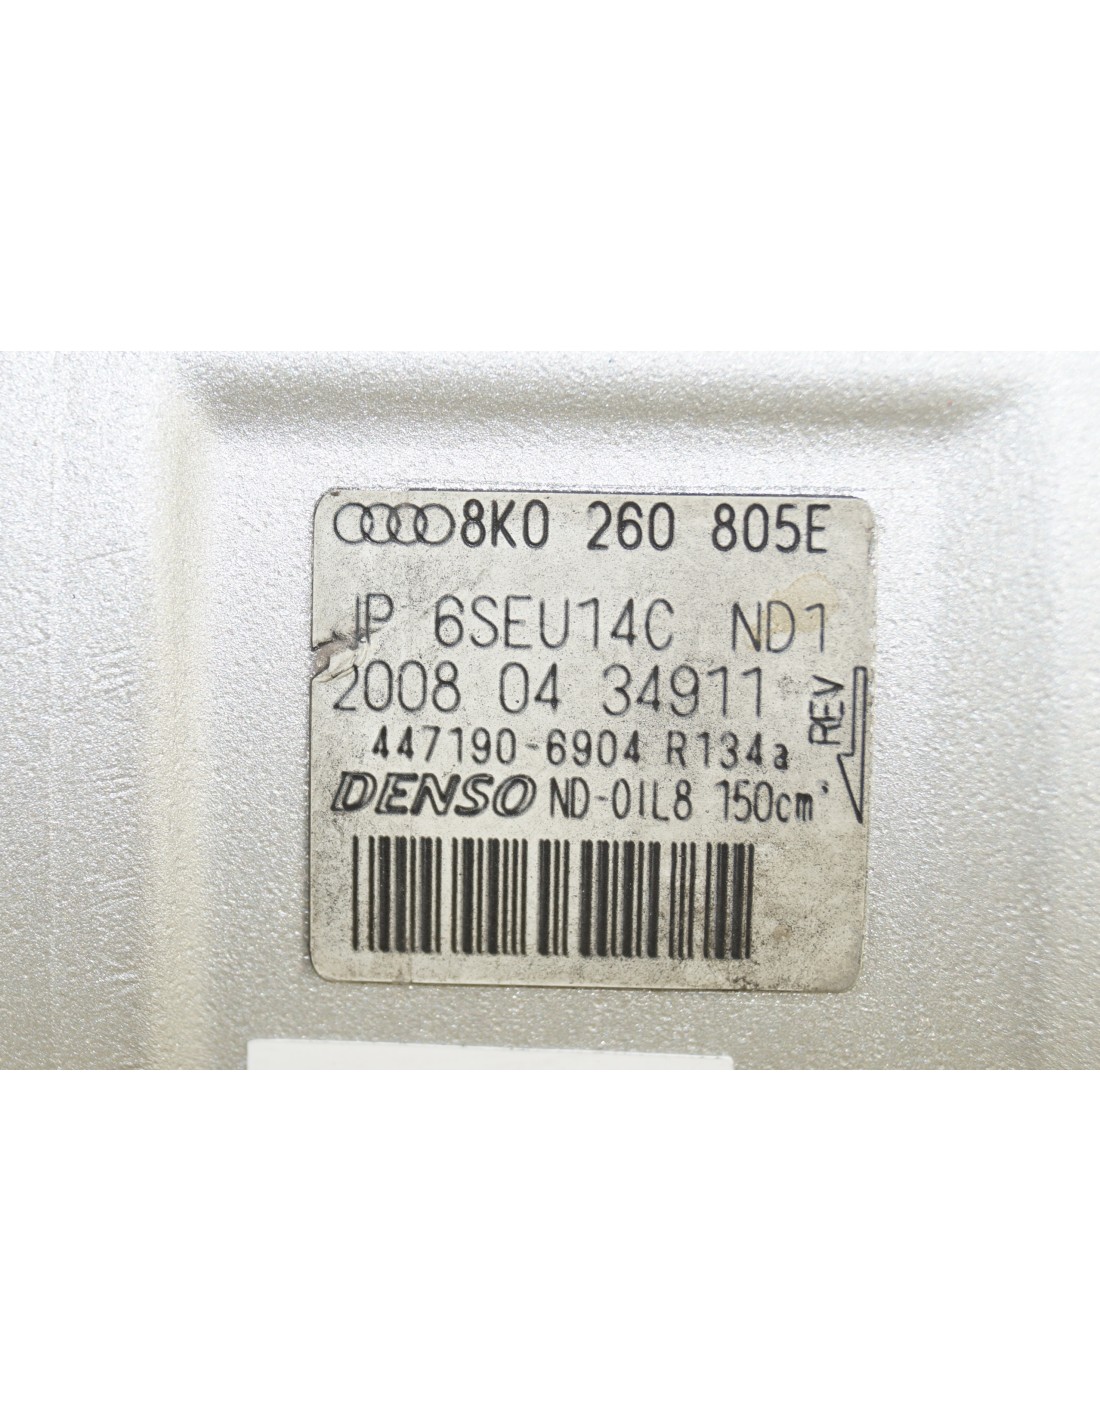 8K0 260 805E
JP 6SEU14C ND1
2008 04 34911
447190-6904 R134a
DENSO ND-OIL8 150cm³
REV